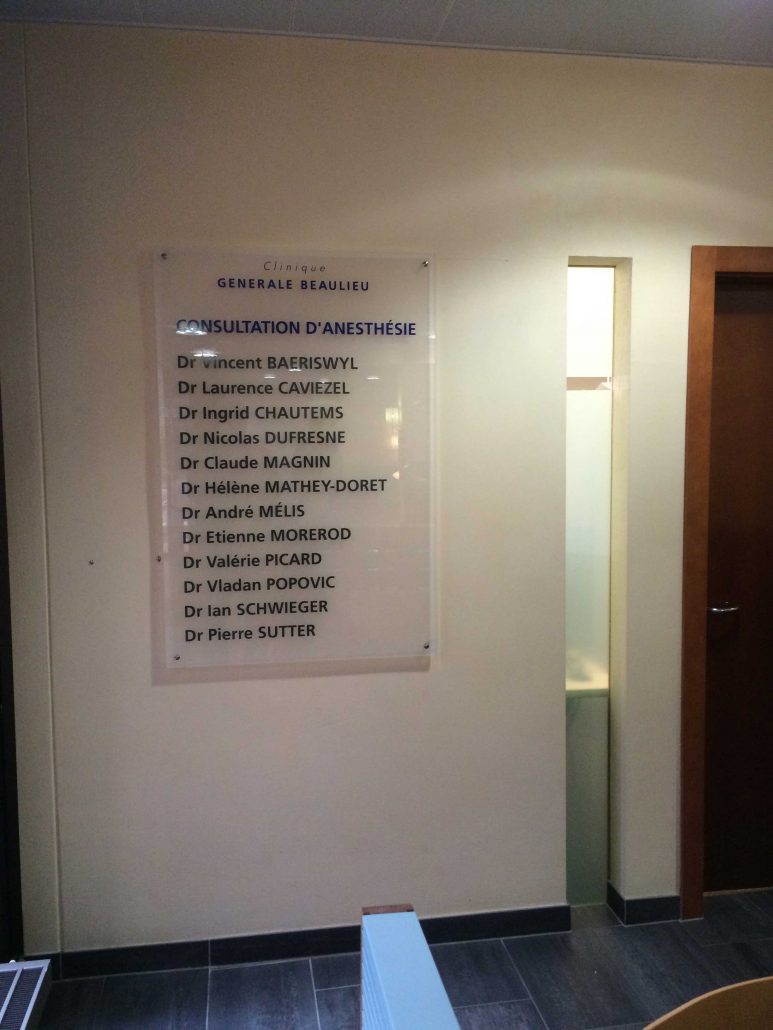 Clinique
GENERALE BEAULIEU
CONSULTATION D'ANESTHÉSIE
Dr Vincent BAERISWYL
Dr Laurence CAVIEZEL
Dr Ingrid CHAUTEMS
Dr Nicolas DUFRESNE
Dr Claude MAGNIN
Dr Hélène MATHEY-DORET
Dr André MÉLIS
Dr Etienne MOREROD
Dr Valérie PICARD
Dr Vladan POPOVIC
Dr Ian SCHWIEGER
Dr Pierre SUTTER